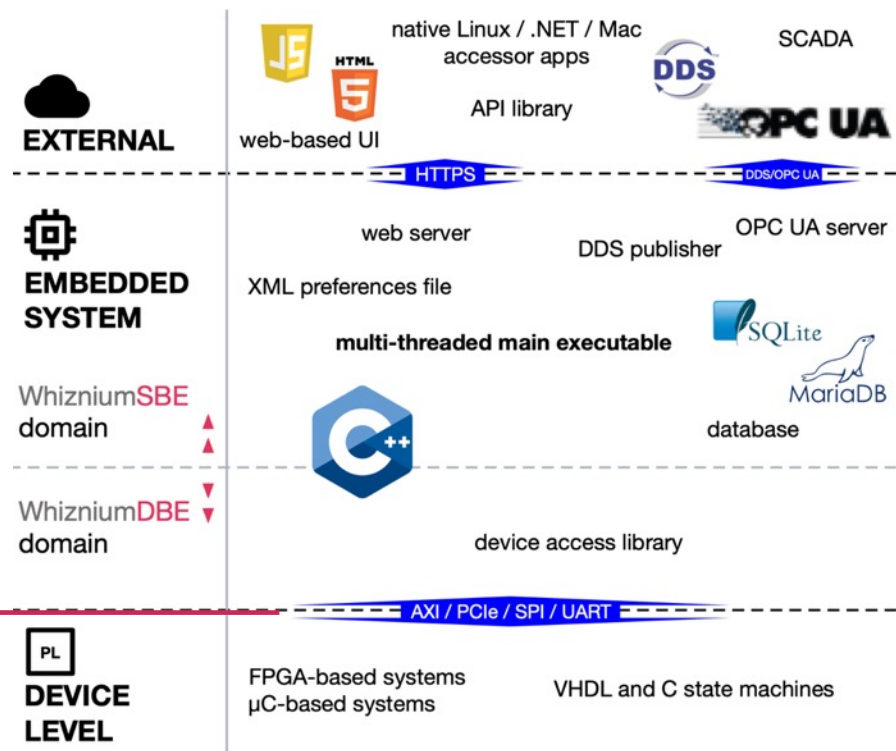 JS
HTML
5
native Linux / .NET / Mac
accessor apps
DDS
SCADA
API library
OPC UA
EXTERNAL
web-based UI
HTTPS
DDS/OPC UA
web server
DDS publisher
OPC UA server
EMBEDDED
SYSTEM
XML preferences file
multi-threaded main executable
SQLite
MariaDB
WhizniumSBE
domain
C++
database
WhizniumDBE
domain
device access library
AXI / PCIe / SPI / UART
PL
DEVICE
LEVEL
FPGA-based systems
µC-based systems
VHDL and C state machines